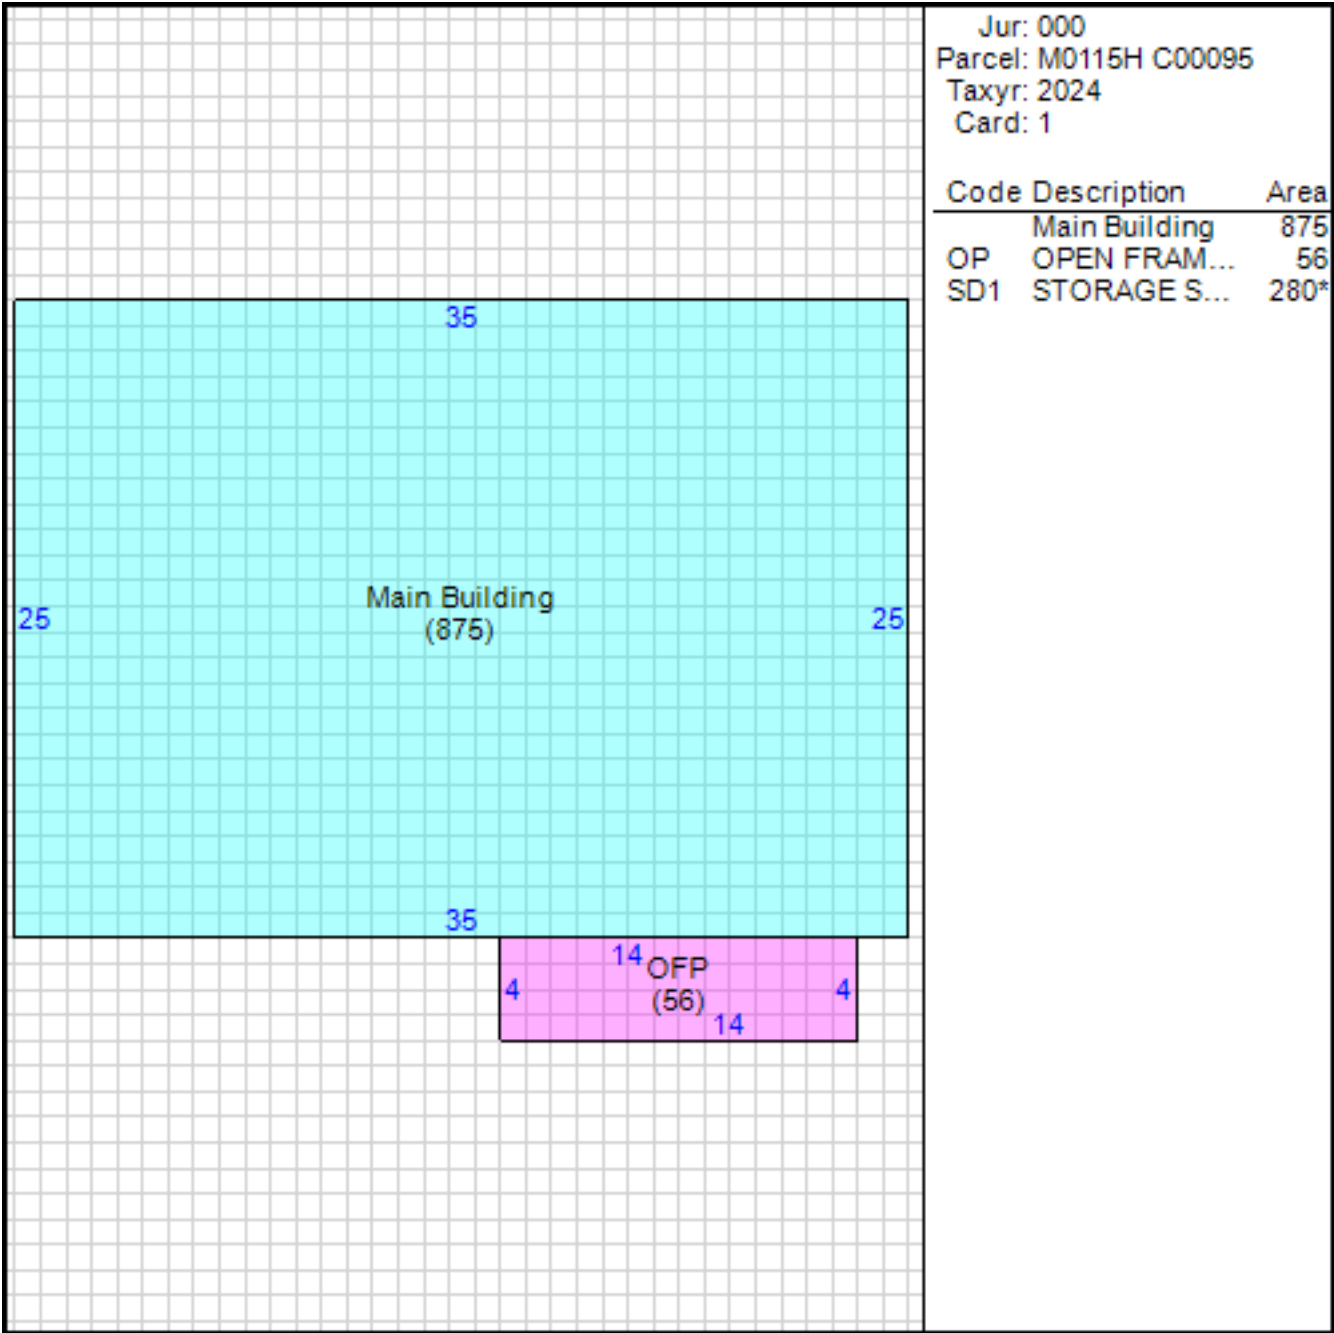 Jur: 000
Parcel: M0115H C00095
Taxyr: 2024
Card: 1
Code Description Area
Main Building 875
OP OPEN FRAM... 56
SD1 STORAGE S... 280*
35
Main Building
(875)
25 25
35
14
OFP
4 4
(56)
14